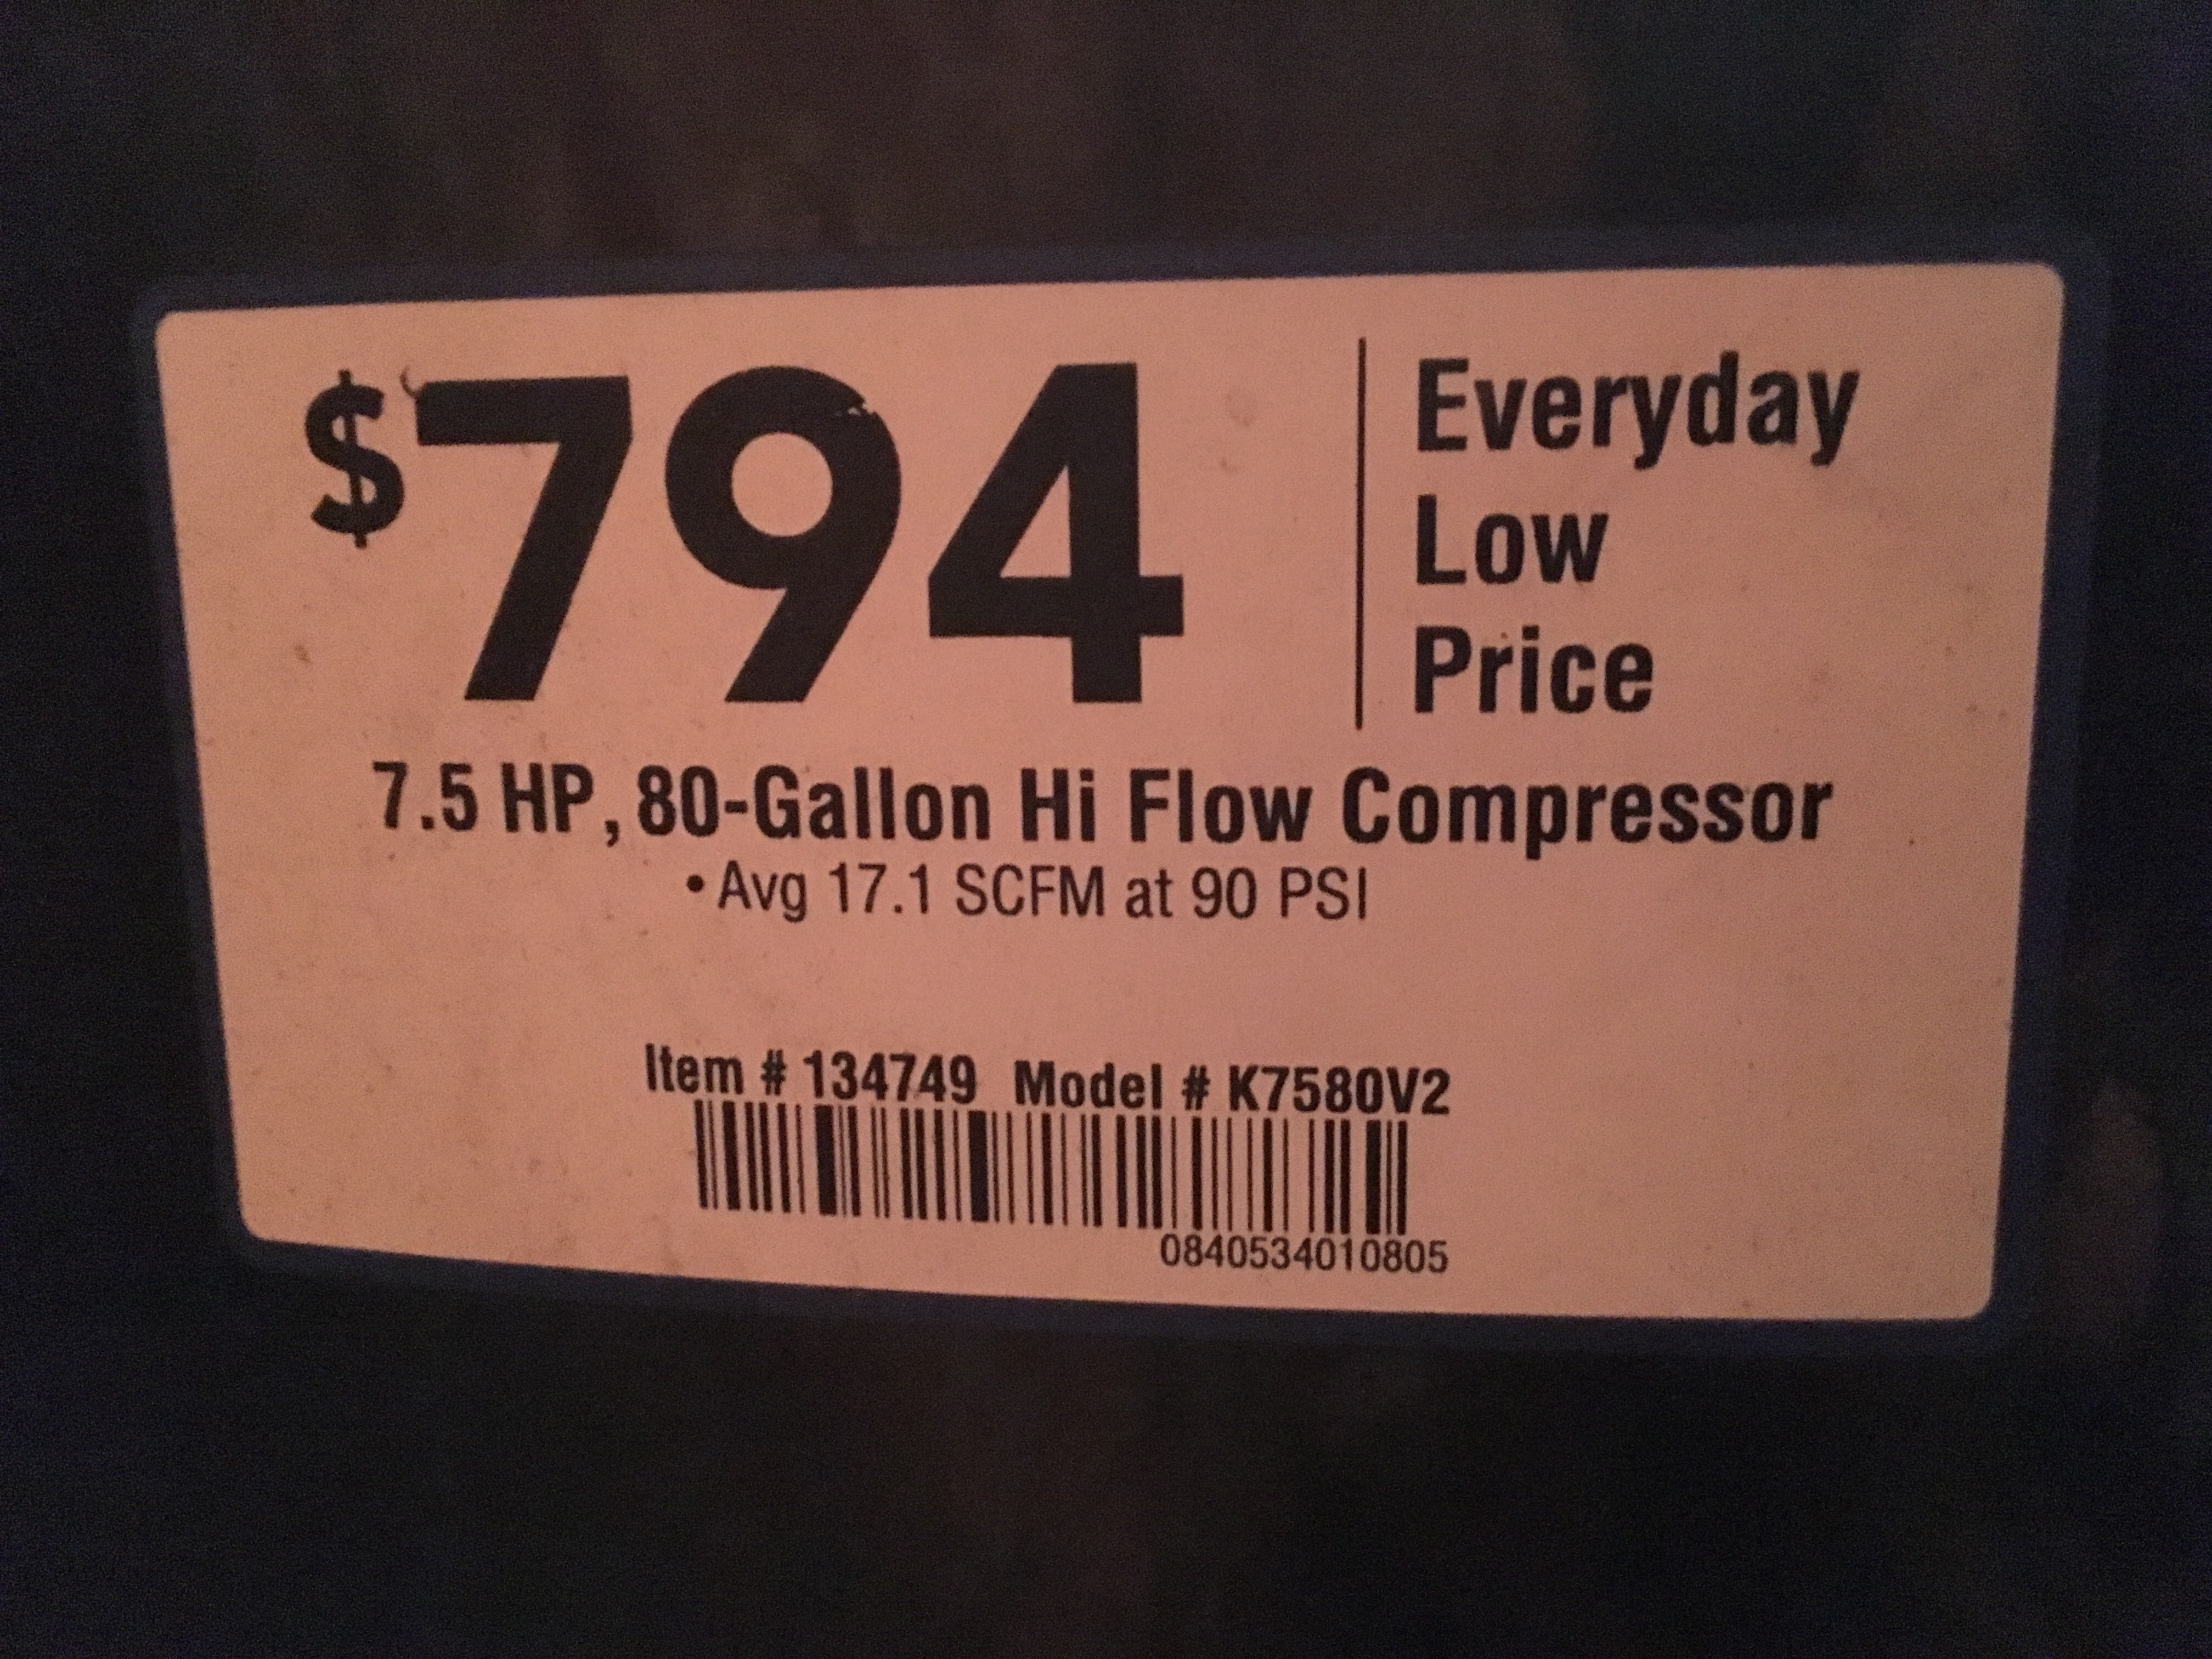 $794
Everyday
Low
Price
7.5 HP, 80-Gallon Hi Flow Compressor
• Avg 17.1 SCFM at 90 PSI
Item # 134749 Model # K7580V2
0840534010805